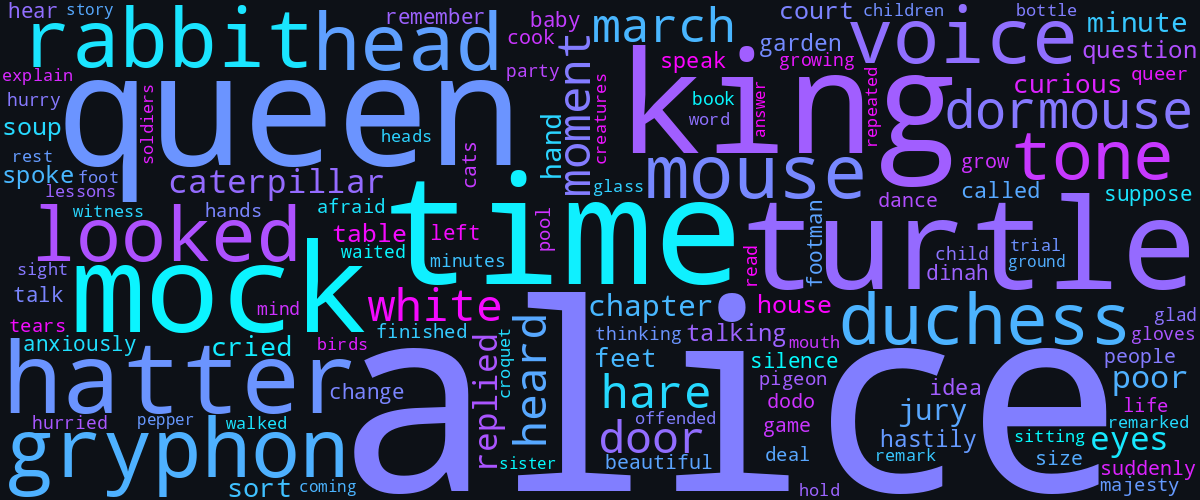 hear
story
rabbit
head
remember
baby
cook
march
court
children
bottle
voice
minute
garden
question
explain
queen
party
moment
speak
growing
king
curious
queer
hurry
soldiers
heads
creatures
book
word
answer
repeated
dormouse
soup
hand
rest
spoke
foot
lessons
caterpillar
cats
glass
mouse
grow
tone
called
suppose
dance
witness
hands
afraid
time
looked
table
left
pool
turtle
footman
waited
minutes
read
child
dinah
trial
ground
sight
talk
mock
mind
white
chapter
house
duchess
glad
tears
anxiously
cried
birds
finished
thinking
talking
mouth
gloves
hatter
alice
croquet
replied
heard
feet
silence
people
change
hare
pigeon
idea
poor
dodo
jury
life
hurried
pepper
walked
offended
game
remarked
gryphon
door
hastily
sitting
eyes
sister
beautiful
deal
remark
size
suddenly
sort
coming
hold
majesty